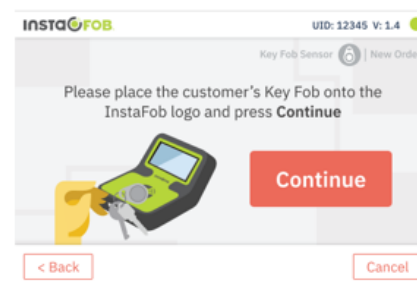 INSTAFOB
UID: 12345 V: 1.4
Key Fob Sensor | New Orde
Please place the customer's Key Fob onto the
InstaFob logo and press Continue
Continue
< Back
Cancel